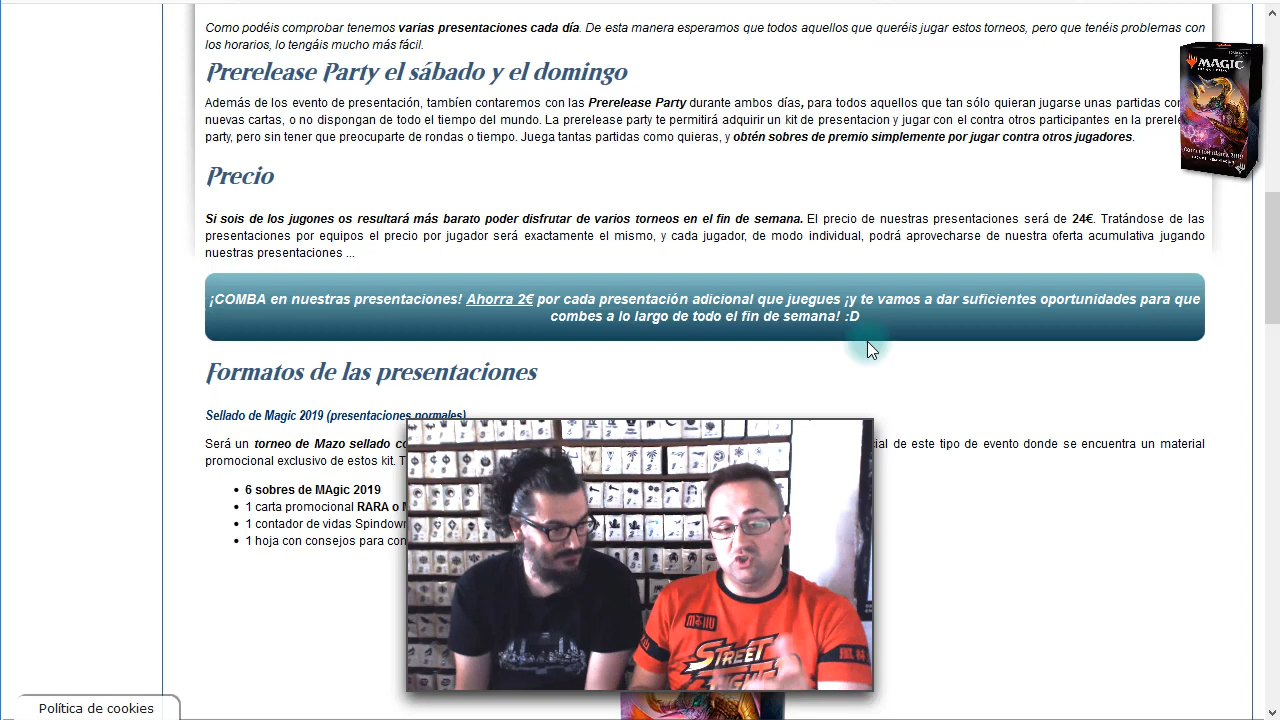 Como podéis comprobar tenemos varias presentaciones cada día. De esta manera esperamos que todos aquellos que queréis jugar estos torneos, pero que tenéis problemas con
los horarios, lo tengáis mucho más fácil.
Prerelease Party el sábado y el domingo
Además de los evento de presentación, también contaremos con las Prerelease Party durante ambos días, para todos aquellos que tan sólo quieran jugarse unas partidas
nuevas cartas, o no dispongan de todo el tiempo del mundo. La prerelease party te permitirá adquirir un kit de presentacion y jugar con el contra otros participantes en la
party, pero sin tener que preocuparte de rondas o tiempo. Juega tantas partidas como quieras, y obtén sobres de premio simplemente por jugar contra otros jugadores.
MAGIC
Precio
Si sois de los jugones os resultará más barato poder disfrutar de varios torneos en el fin de semana. El precio de nuestras presentaciones será de 24€. Tratándose de las
presentaciones por equipos el precio por jugador será exactamente el mismo, y cada jugador, de modo individual, podrá aprovecharse de nuestra oferta acumulativa jugando
nuestras presentaciones ...
¡COMBA en nuestras presentaciones! Ahorra 2€ por cada presentación adicional que juegues ¡y te vamos a dar suficientes oportunidades para que
combes a lo largo de todo el fin de semana! :D
Formatos de las presentaciones
Sellado de Magic 2019 (presentaciones normales)
Será un torneo de Mazo sellado de este tipo de evento donde se encuentra un material
promocional exclusivo de estos kit.
• 6 sobres de MAgic 2019
• 1 carta promocional RARA o
• 1 contador de vidas Spindown
• 1 hoja con consejos para
STREET
Política de cookies